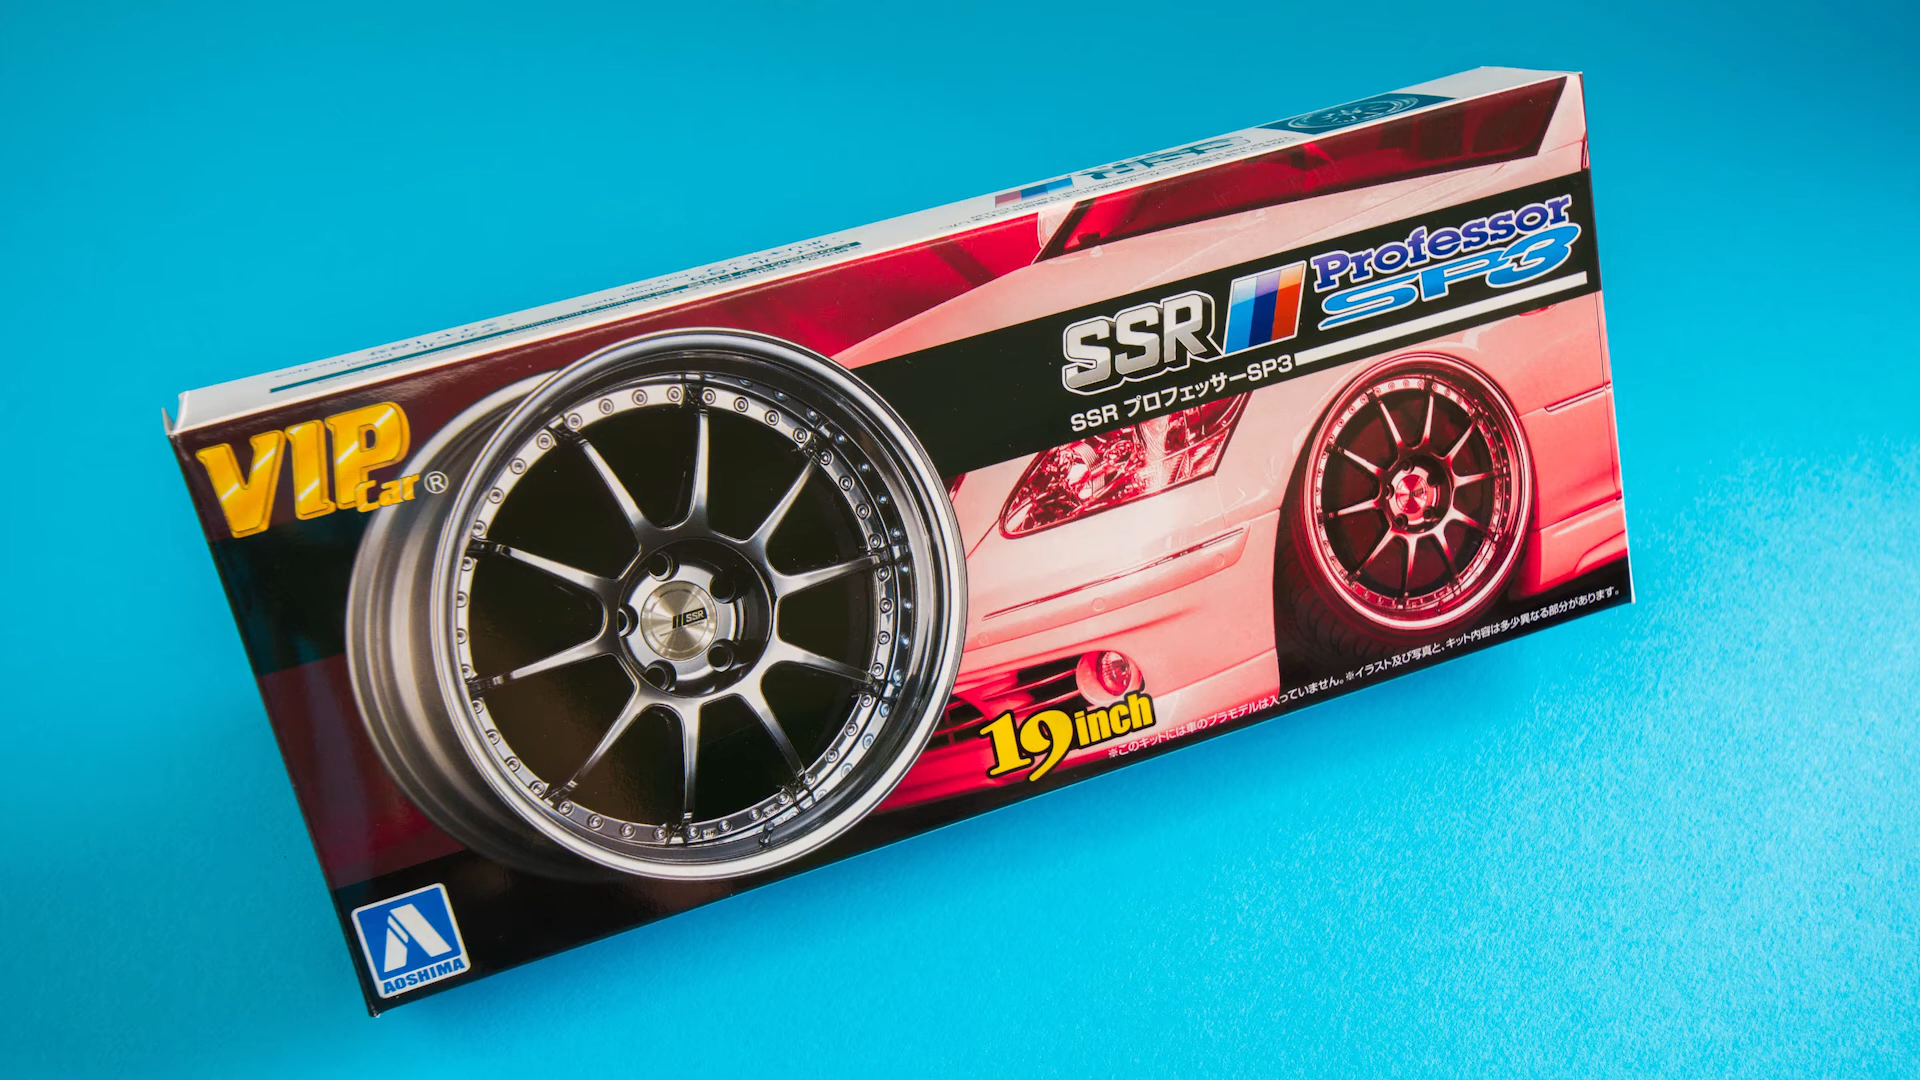 VIP
Car®
SSR
Professor
SP3
SSR プロフェッサーSP3
SSR
19inch
※このキットには車のプラモデルは入っていません。※イラスト及び写真と、キット内容は多少異なる部分があります。
AOSHIMA